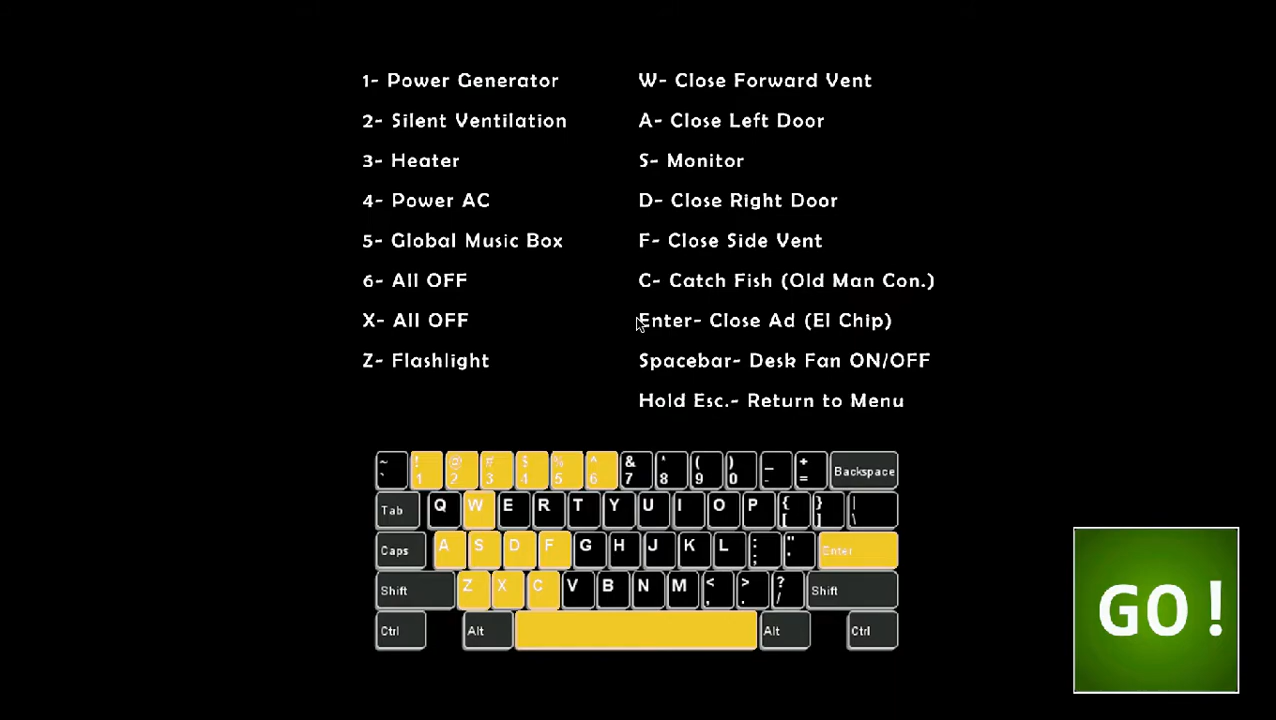 1- Power Generator
2- Silent Ventilation
3- Heater
4- Power AC
5- Global Music Box
6- All OFF
X- All OFF
Z- Flashlight
W- Close Forward Vent
A- Close Left Door
S- Monitor
D- Close Right Door
F- Close Side Vent
C- Catch Fish (Old Man Con.)
Enter- Close Ad (El Chip)
Spacebar- Desk Fan ON/OFF
Hold Esc.- Return to Menu
~ ! @ # $ % ^ & * ( ) _ +
` 1 2 3 4 5 6 7 8 9 0 - = Backspace
Tab Q W E R T Y U I O P { [ } ] | \
Caps A S D F G H J K L : ; " ' Enter
Shift Z X C V B N M < , > . ? / Shift
Ctrl Alt Alt Ctrl
GO!